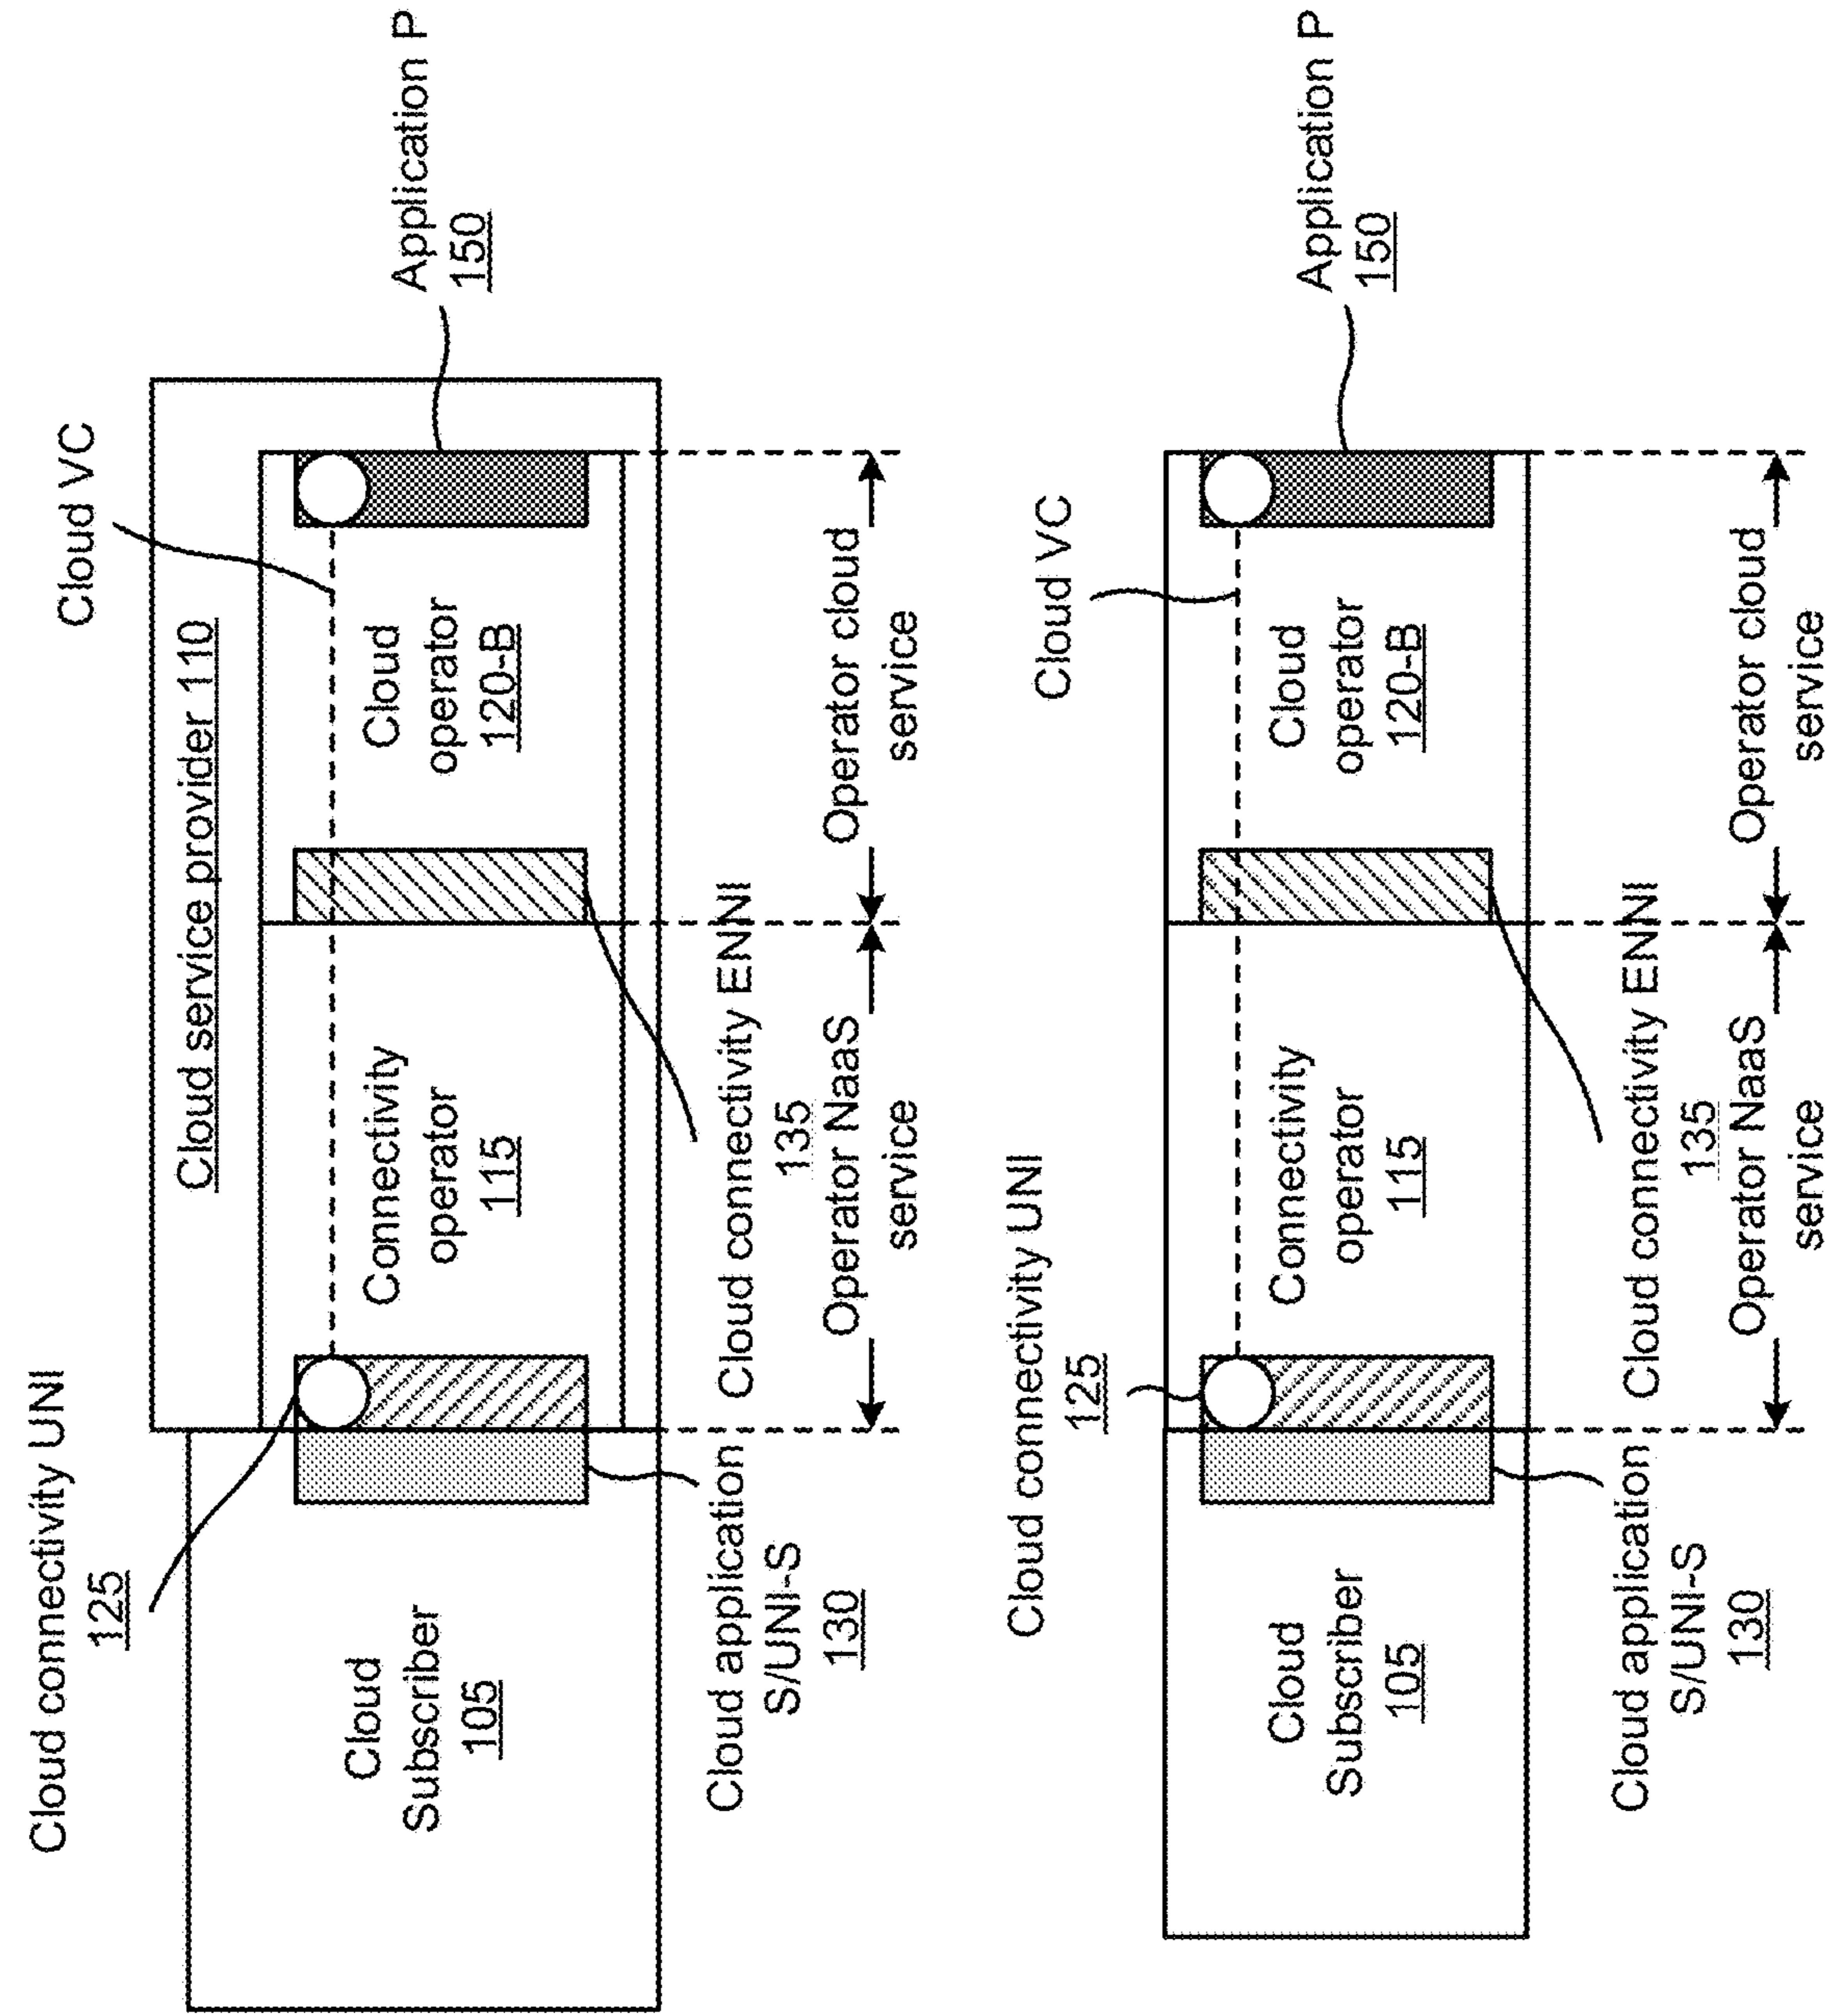 Cloud connectivity UNI
125
Cloud service provider 110
Cloud VC
Cloud
Subscriber
105
Connectivity
operator
115
Cloud
operator
120-B
Application P
150
Cloud application
S/UNI-S
130
Cloud connectivity ENNI
135
Operator NaaS
service
Operator cloud
service
Cloud connectivity UNI
125
Cloud VC
Cloud
Subscriber
105
Connectivity
operator
115
Cloud
operator
120-B
Application P
150
Cloud application
S/UNI-S
130
Cloud connectivity ENNI
135
Operator NaaS
service
Operator cloud
service